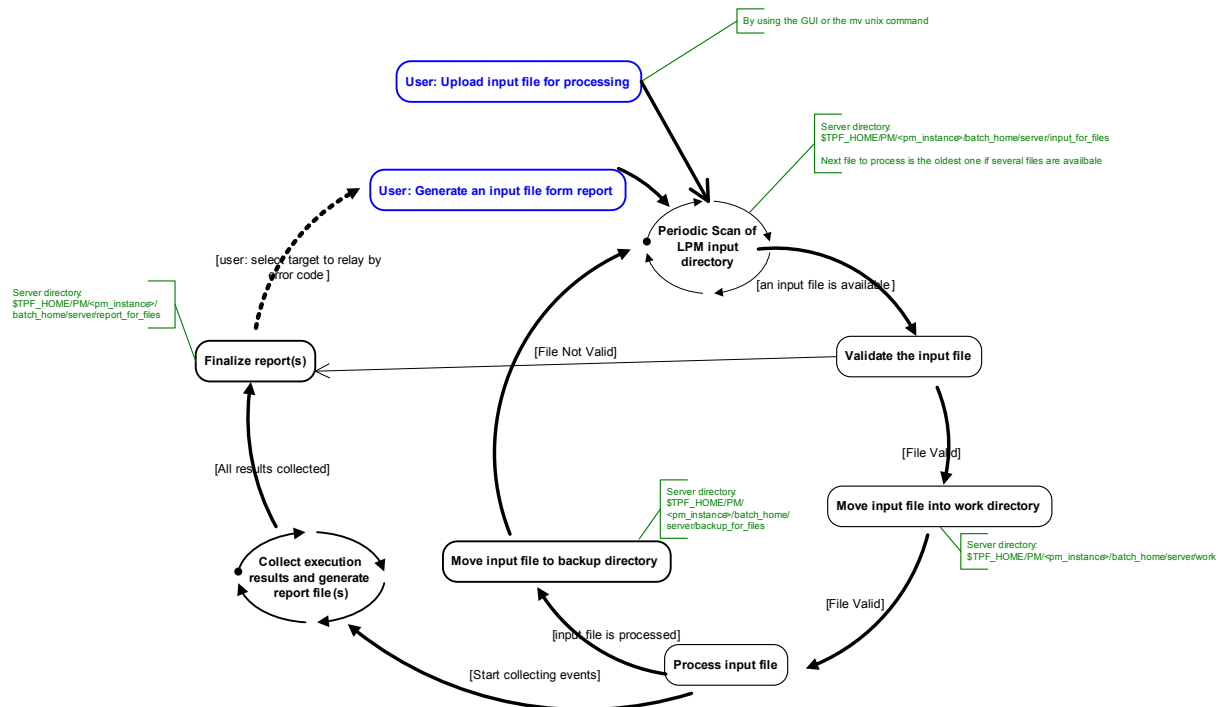 By using the GUI or the mv unix command
User: Upload input file for processing
Server directory:
$TPF_HOME/PM/<pm_instance>/batch_home/server/input_for_files
Next file to process is the oldest one if several files are availbale
User: Generate an input file form report
Periodic Scan of
LPM input
directory
[user: select target to relay by
error code ]
[an input file is available]
Server directory:
$TPF_HOME/PM/<pm_instance>/
batch_home/server/report_for_files
Finalize report(s)
[File Not Valid]
Validate the input file
[All results collected]
[File Valid]
Server directory:
$TPF_HOME/PM/
<pm_instance>/batch_home/
server/backup_for_files
Move input file into work directory
Server directory:
$TPF_HOME/PM/<pm_instance>/batch_home/server/work
Collect execution
results and generate
report file(s)
Move input file to backup directory
[File Valid]
[input file is processed]
Process input file
[Start collecting events]